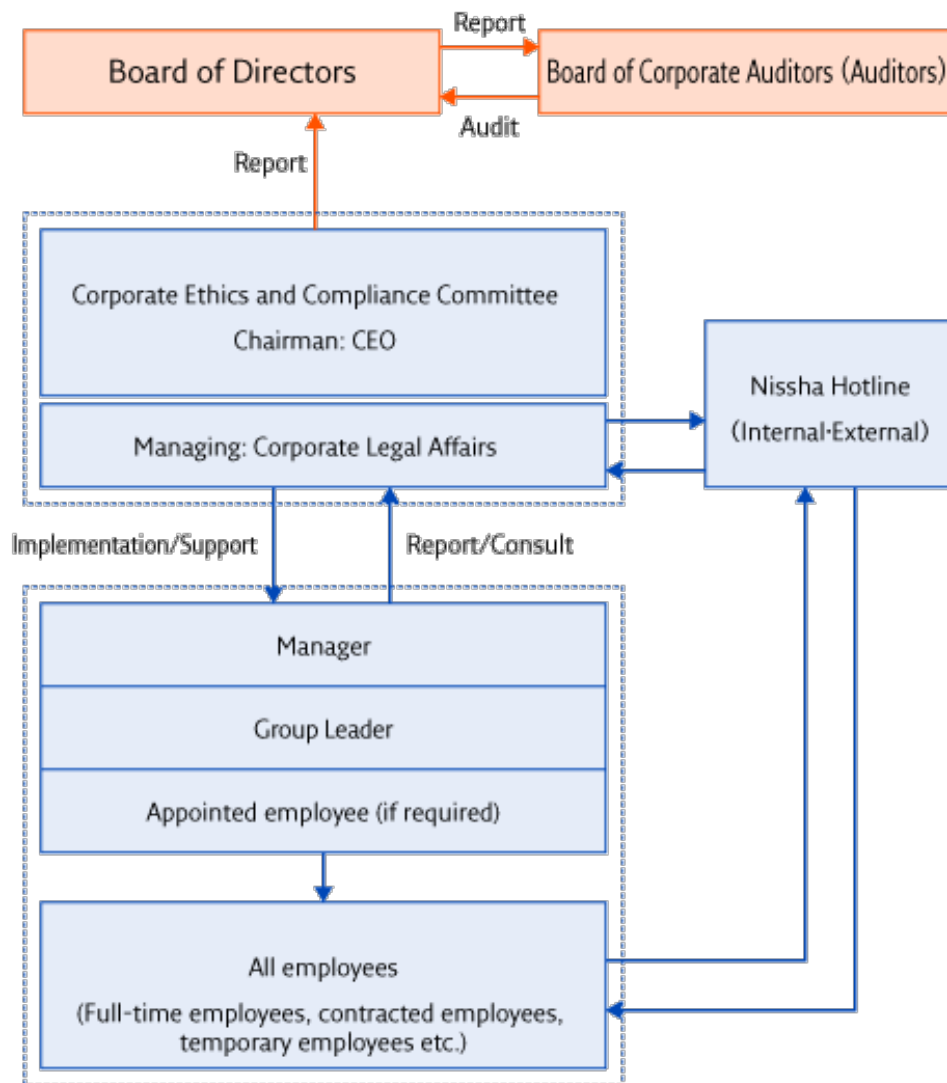 Report
Board of Directors
Board of Corporate Auditors (Auditors)
Audit
Report
Corporate Ethics and Compliance Committee
Chairman: CEO
Managing: Corporate Legal Affairs
Nissha Hotline
(Internal·External)
Implementation/Support
Report/Consult
Manager
Group Leader
Appointed employee (if required)
All employees
(Full-time employees, contracted employees,
temporary employees etc.)